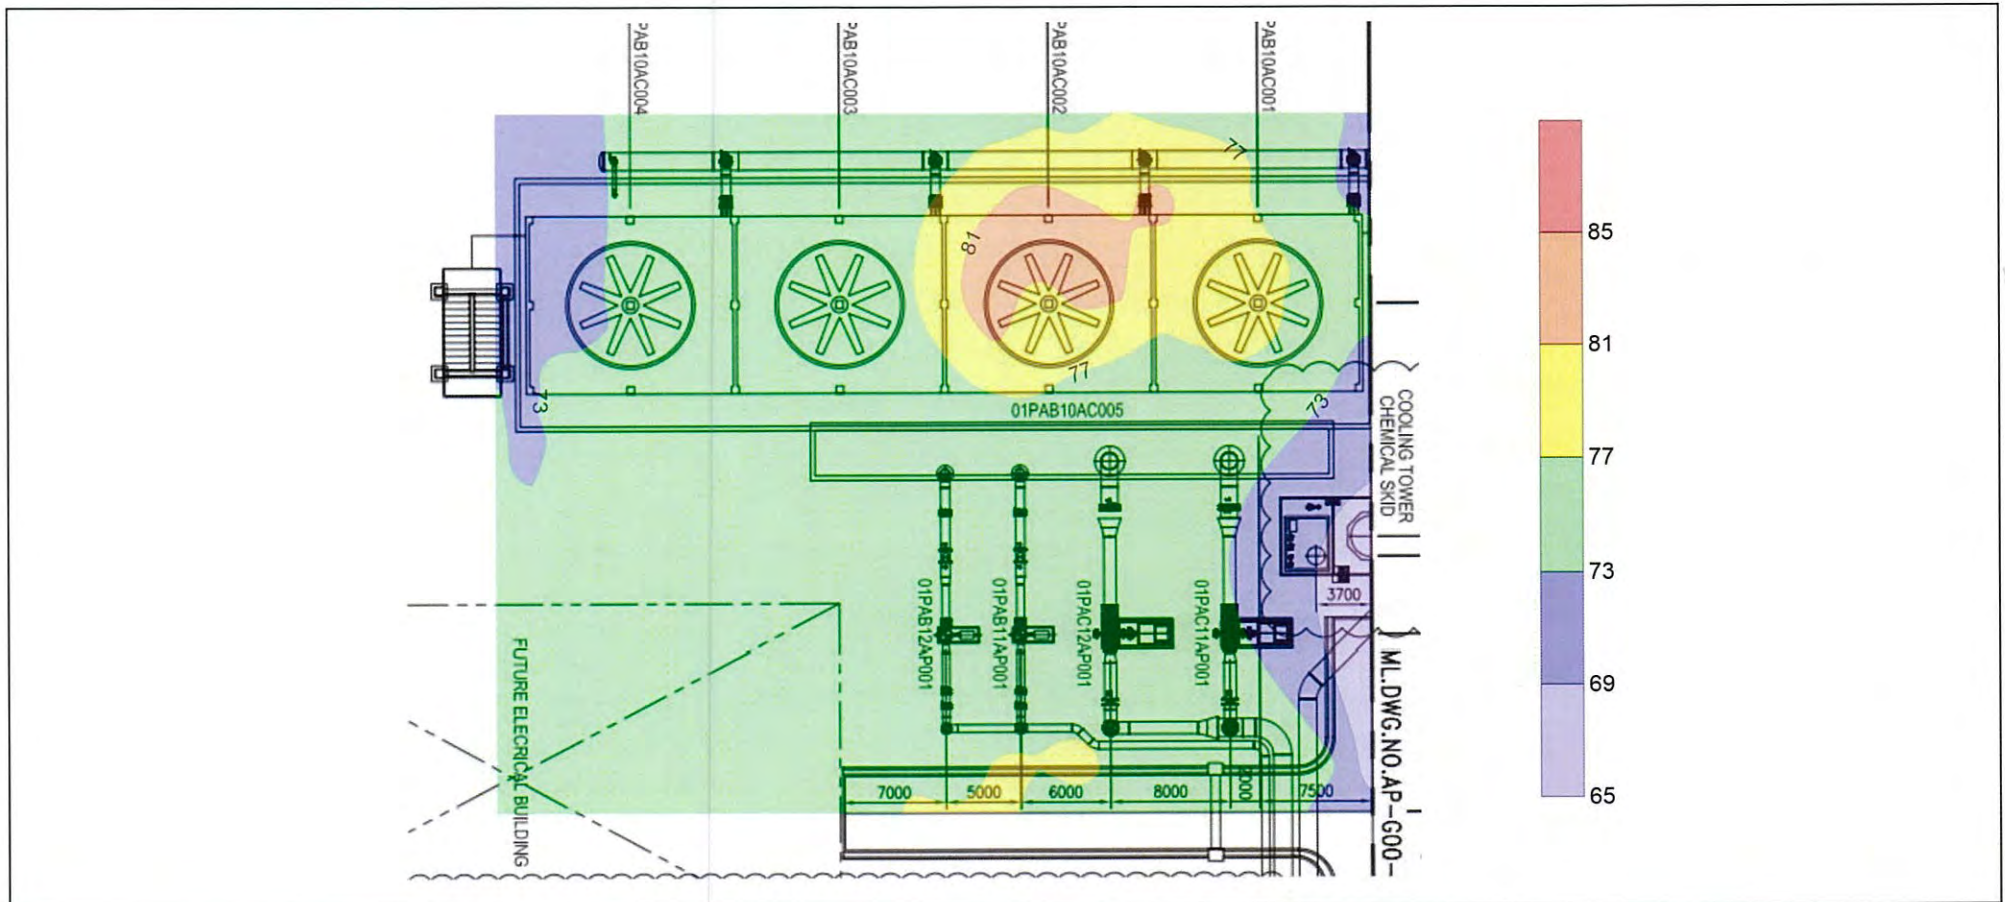 PAB10AC004
PAB10AC003
PAB10AC002
PAB10AC001
77
81
77
73
73
01PAB10AC005
COOLING TOWER
CHEMICAL SKID
3700
01PAB12AP001
01PAB11AP001
01PAC12AP001
01PAC11AP001
FUTURE ELECRICAL BUILDING
ML.DWG.NO.AP-G00-
7000
5000
6000
8000
2000
7500
85
81
77
73
69
65